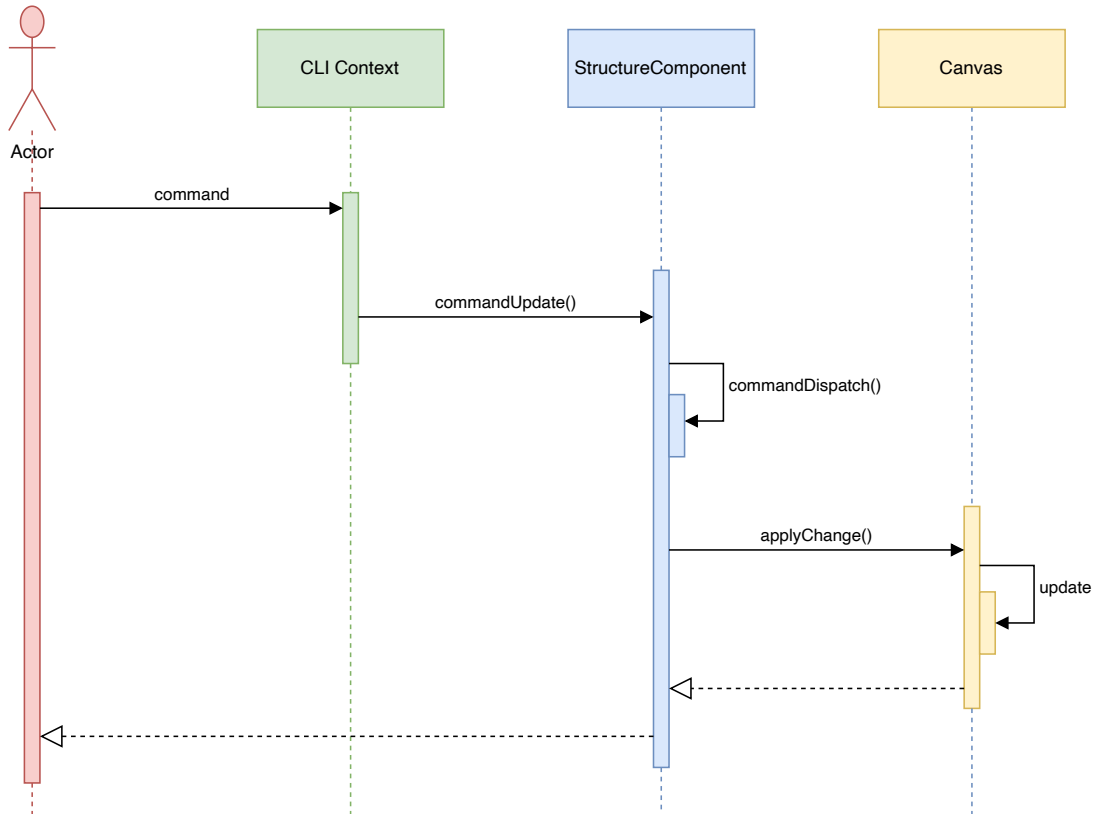 CLI Context
StructureComponent
Canvas
Actor
command
commandUpdate()
commandDispatch()
applyChange()
update